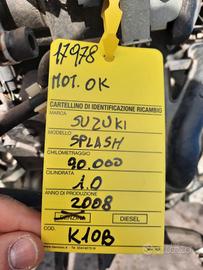 17978
MOT. OK
CARTELLINO DI IDENTIFICAZIONE RICAMBIO
MARCA
SUZUKI
MODELLO
SPLASH
CHILOMETRAGGIO
90.000
CILINDRATA
1.0
ANNO DI PRODUZIONE
2008
BENZINA
DIESEL
COD.
K10B